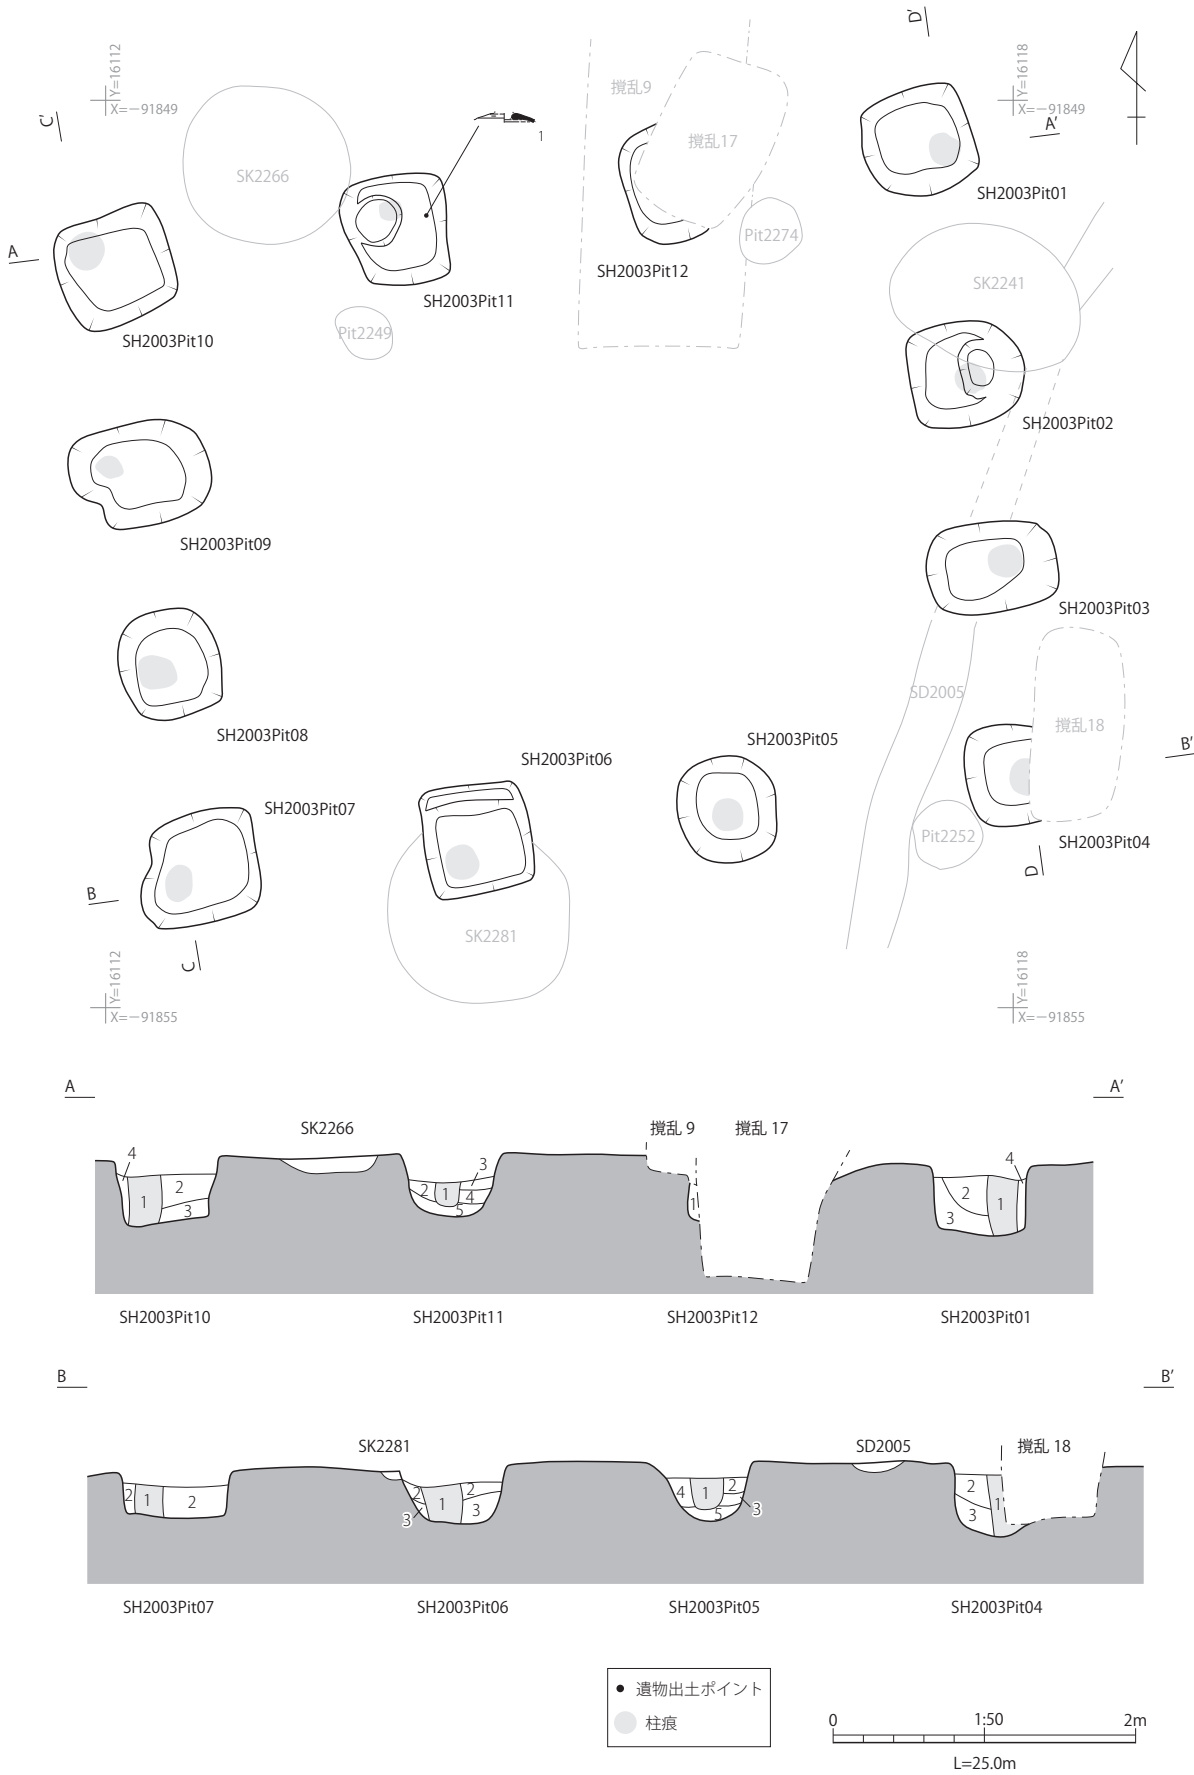 D'
Y=16112
X=－91849
Y=16118
X=－91849
C'
撹乱9
撹乱17
A'
1
SK2266
SH2003Pit01
A
SH2003Pit12
Pit2274
SK2241
SH2003Pit11
SH2003Pit10
Pit2249
SH2003Pit02
SH2003Pit09
SH2003Pit03
SD2005
撹乱18
SH2003Pit08
SH2003Pit05
B'
SH2003Pit06
SH2003Pit07
Pit2252
SH2003Pit04
D
B
SK2281
C
Y=16112
X=－91855
Y=16118
X=－91855
A
A'
SK2266
撹乱 9
撹乱 17
4
1
2
3
2
1
3
4
5
1
2
3
1
4
SH2003Pit10
SH2003Pit11
SH2003Pit12
SH2003Pit01
B
B'
SK2281
SD2005
撹乱 18
2
1
2
2
3
1
2
3
4
1
2
3
5
2
3
1
SH2003Pit07
SH2003Pit06
SH2003Pit05
SH2003Pit04
遺物出土ポイント
柱痕
0
1:50
2m
L=25.0m